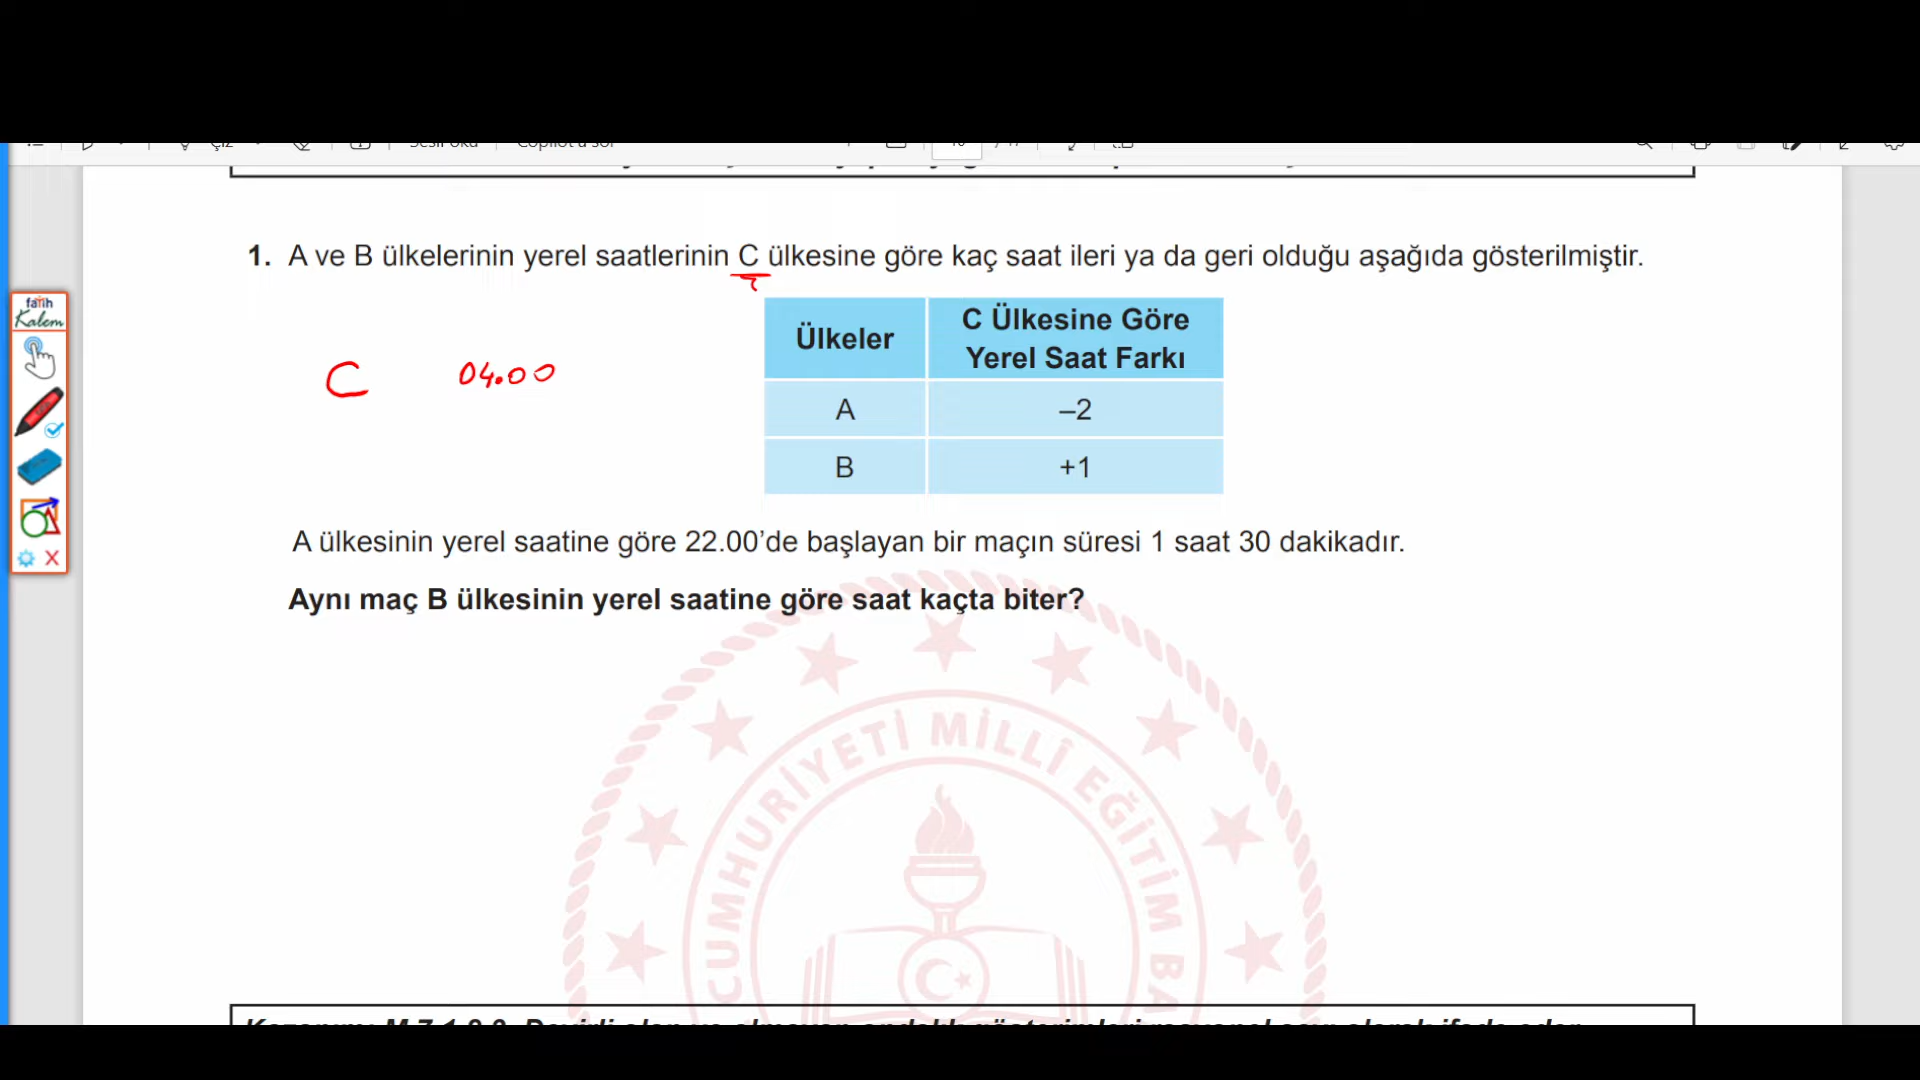 1. A ve B ülkelerinin yerel saatlerinin C ülkesine göre kaç saat ileri ya da geri olduğu aşağıda gösterilmiştir.
fatih
Kalem
Ülkeler
C Ülkesine Göre
Yerel Saat Farkı
C 04.00
A –2
B +1
A ülkesinin yerel saatine göre 22.00’de başlayan bir maçın süresi 1 saat 30 dakikadır.
Aynı maç B ülkesinin yerel saatine göre saat kaçta biter?
CUMHURİYETİ MİLLÎ EĞİTİM BA